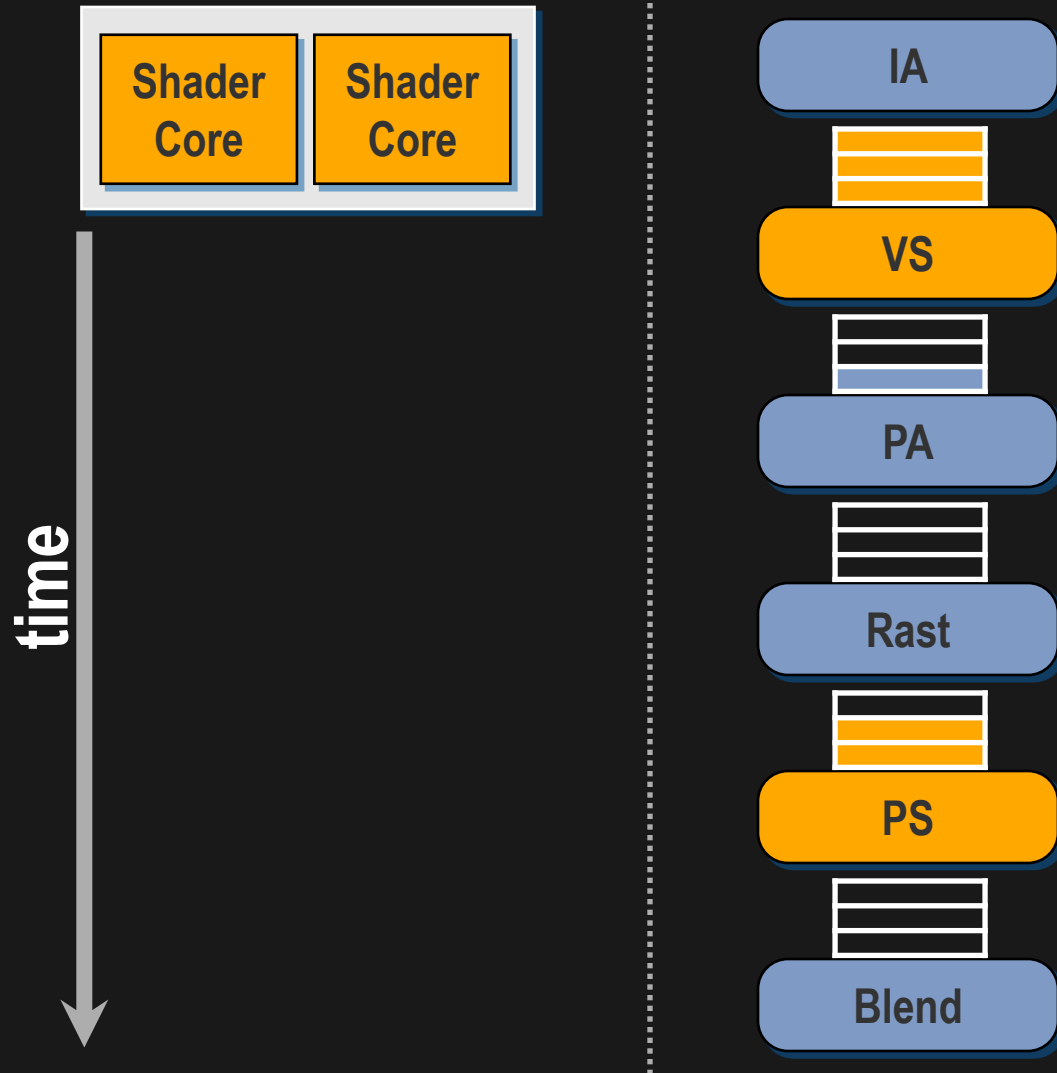 Shader
Core
Shader
Core
time
IA
VS
PA
Rast
PS
Blend